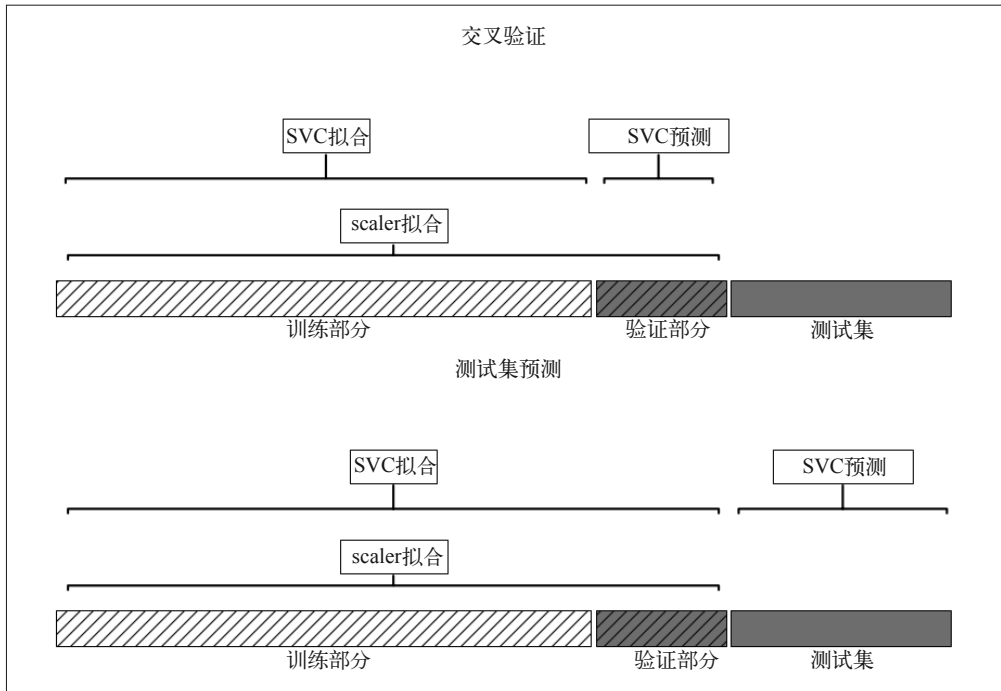 交叉验证
SVC拟合
SVC预测
scaler拟合
训练部分
验证部分
测试集
测试集预测
SVC拟合
SVC预测
scaler拟合
训练部分
验证部分
测试集